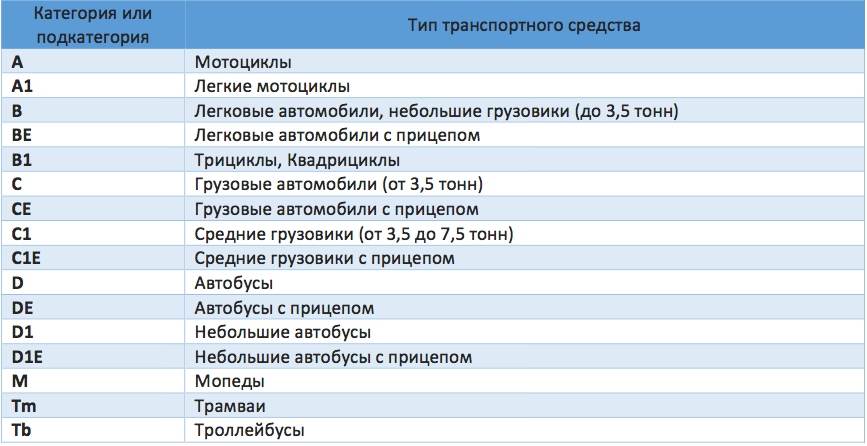 Категория или
подкатегория
Тип транспортного средства
A Мотоциклы
A1 Легкие мотоциклы
B Легковые автомобили, небольшие грузовики (до 3,5 тонн)
BE Легковые автомобили с прицепом
B1 Трициклы, Квадрициклы
C Грузовые автомобили (от 3,5 тонн)
CE Грузовые автомобили с прицепом
C1 Средние грузовики (от 3,5 до 7,5 тонн)
C1E Средние грузовики с прицепом
D Автобусы
DE Автобусы с прицепом
D1 Небольшие автобусы
D1E Небольшие автобусы с прицепом
M Мопеды
Tm Трамваи
Tb Троллейбусы